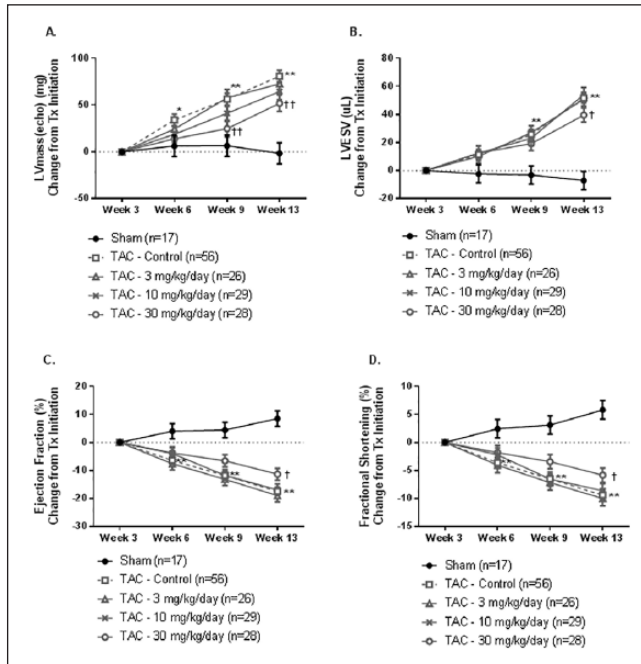 A.
LVmass(echo) (mg)
Change from Tx Initiation
100
50
0
-50
*
**
**
††
††
Week 3 Week 6 Week 9 Week 13
Sham (n=17)
TAC - Control (n=56)
TAC - 3 mg/kg/day (n=26)
TAC - 10 mg/kg/day (n=29)
TAC - 30 mg/kg/day (n=28)
B.
LVESV (uL)
Change from Tx Initiation
80
60
40
20
0
-20
**
**
†
Week 3 Week 6 Week 9 Week 13
Sham (n=17)
TAC - Control (n=56)
TAC - 3 mg/kg/day (n=26)
TAC - 10 mg/kg/day (n=29)
TAC - 30 mg/kg/day (n=28)
C.
Ejection Fraction (%)
Change from Tx Initiation
20
10
0
-10
-20
-30
**
**
†
Week 3 Week 6 Week 9 Week 13
Sham (n=17)
TAC - Control (n=56)
TAC - 3 mg/kg/day (n=26)
TAC - 10 mg/kg/day (n=29)
TAC - 30 mg/kg/day (n=28)
D.
Fractional Shortening (%)
Change from Tx Initiation
10
5
0
-5
-10
-15
**
**
†
Week 3 Week 6 Week 9 Week 13
Sham (n=17)
TAC - Control (n=56)
TAC - 3 mg/kg/day (n=26)
TAC - 10 mg/kg/day (n=29)
TAC - 30 mg/kg/day (n=28)